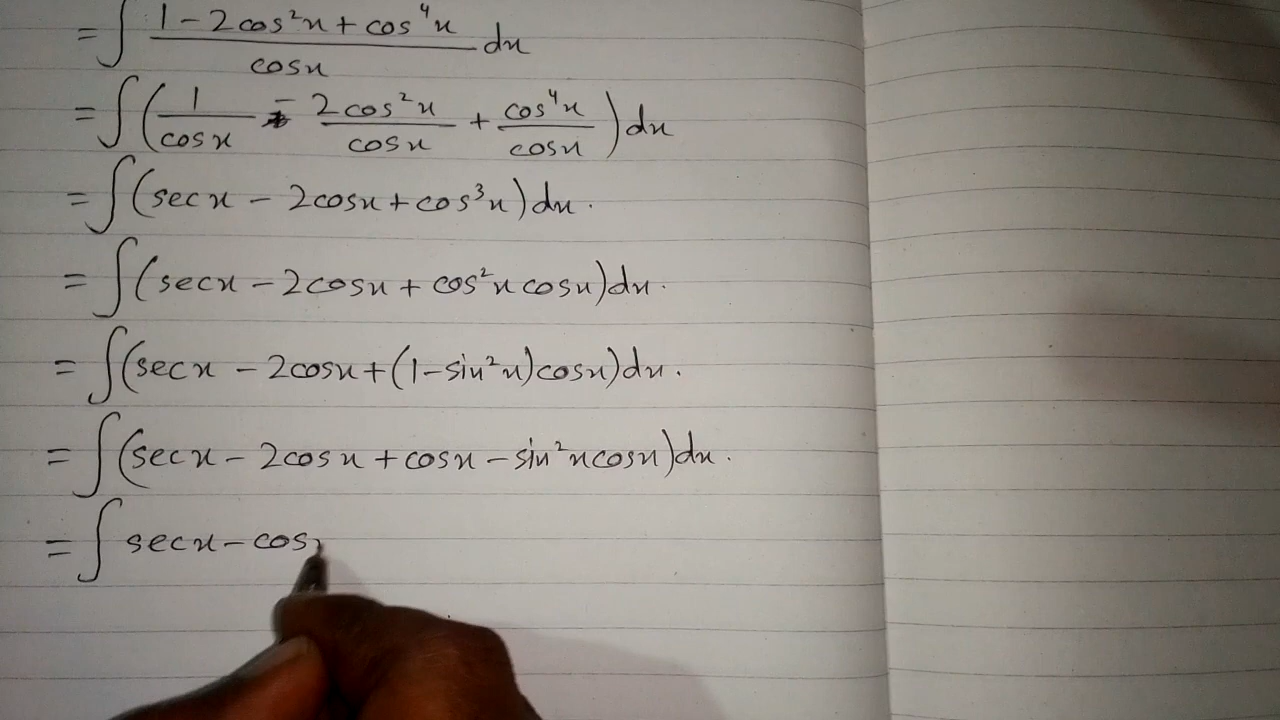 = ∫ (1 - 2cos²x + cos⁴x)/cosx dx
= ∫ (1/cosx - 2cos²x/cosx + cos⁴x/cosx) dx
= ∫ (secx - 2cosx + cos³x) dx.
= ∫ (secx - 2cosx + cos²x cosx) dx.
= ∫ (secx - 2cosx + (1-sin²x)cosx) dx.
= ∫ (secx - 2cosx + cosx - sin²x cosx) dx.
= ∫ secx - cosx